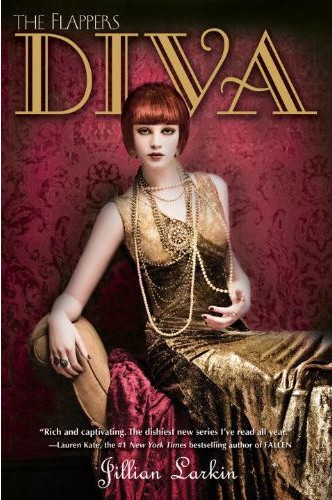 THE FLAPPERS
DIVA
"Rich and captivating. The dishiest new series I've read all year."
—Lauren Kate, the #1 New York Times bestselling author of FALLEN
Jillian Larkin